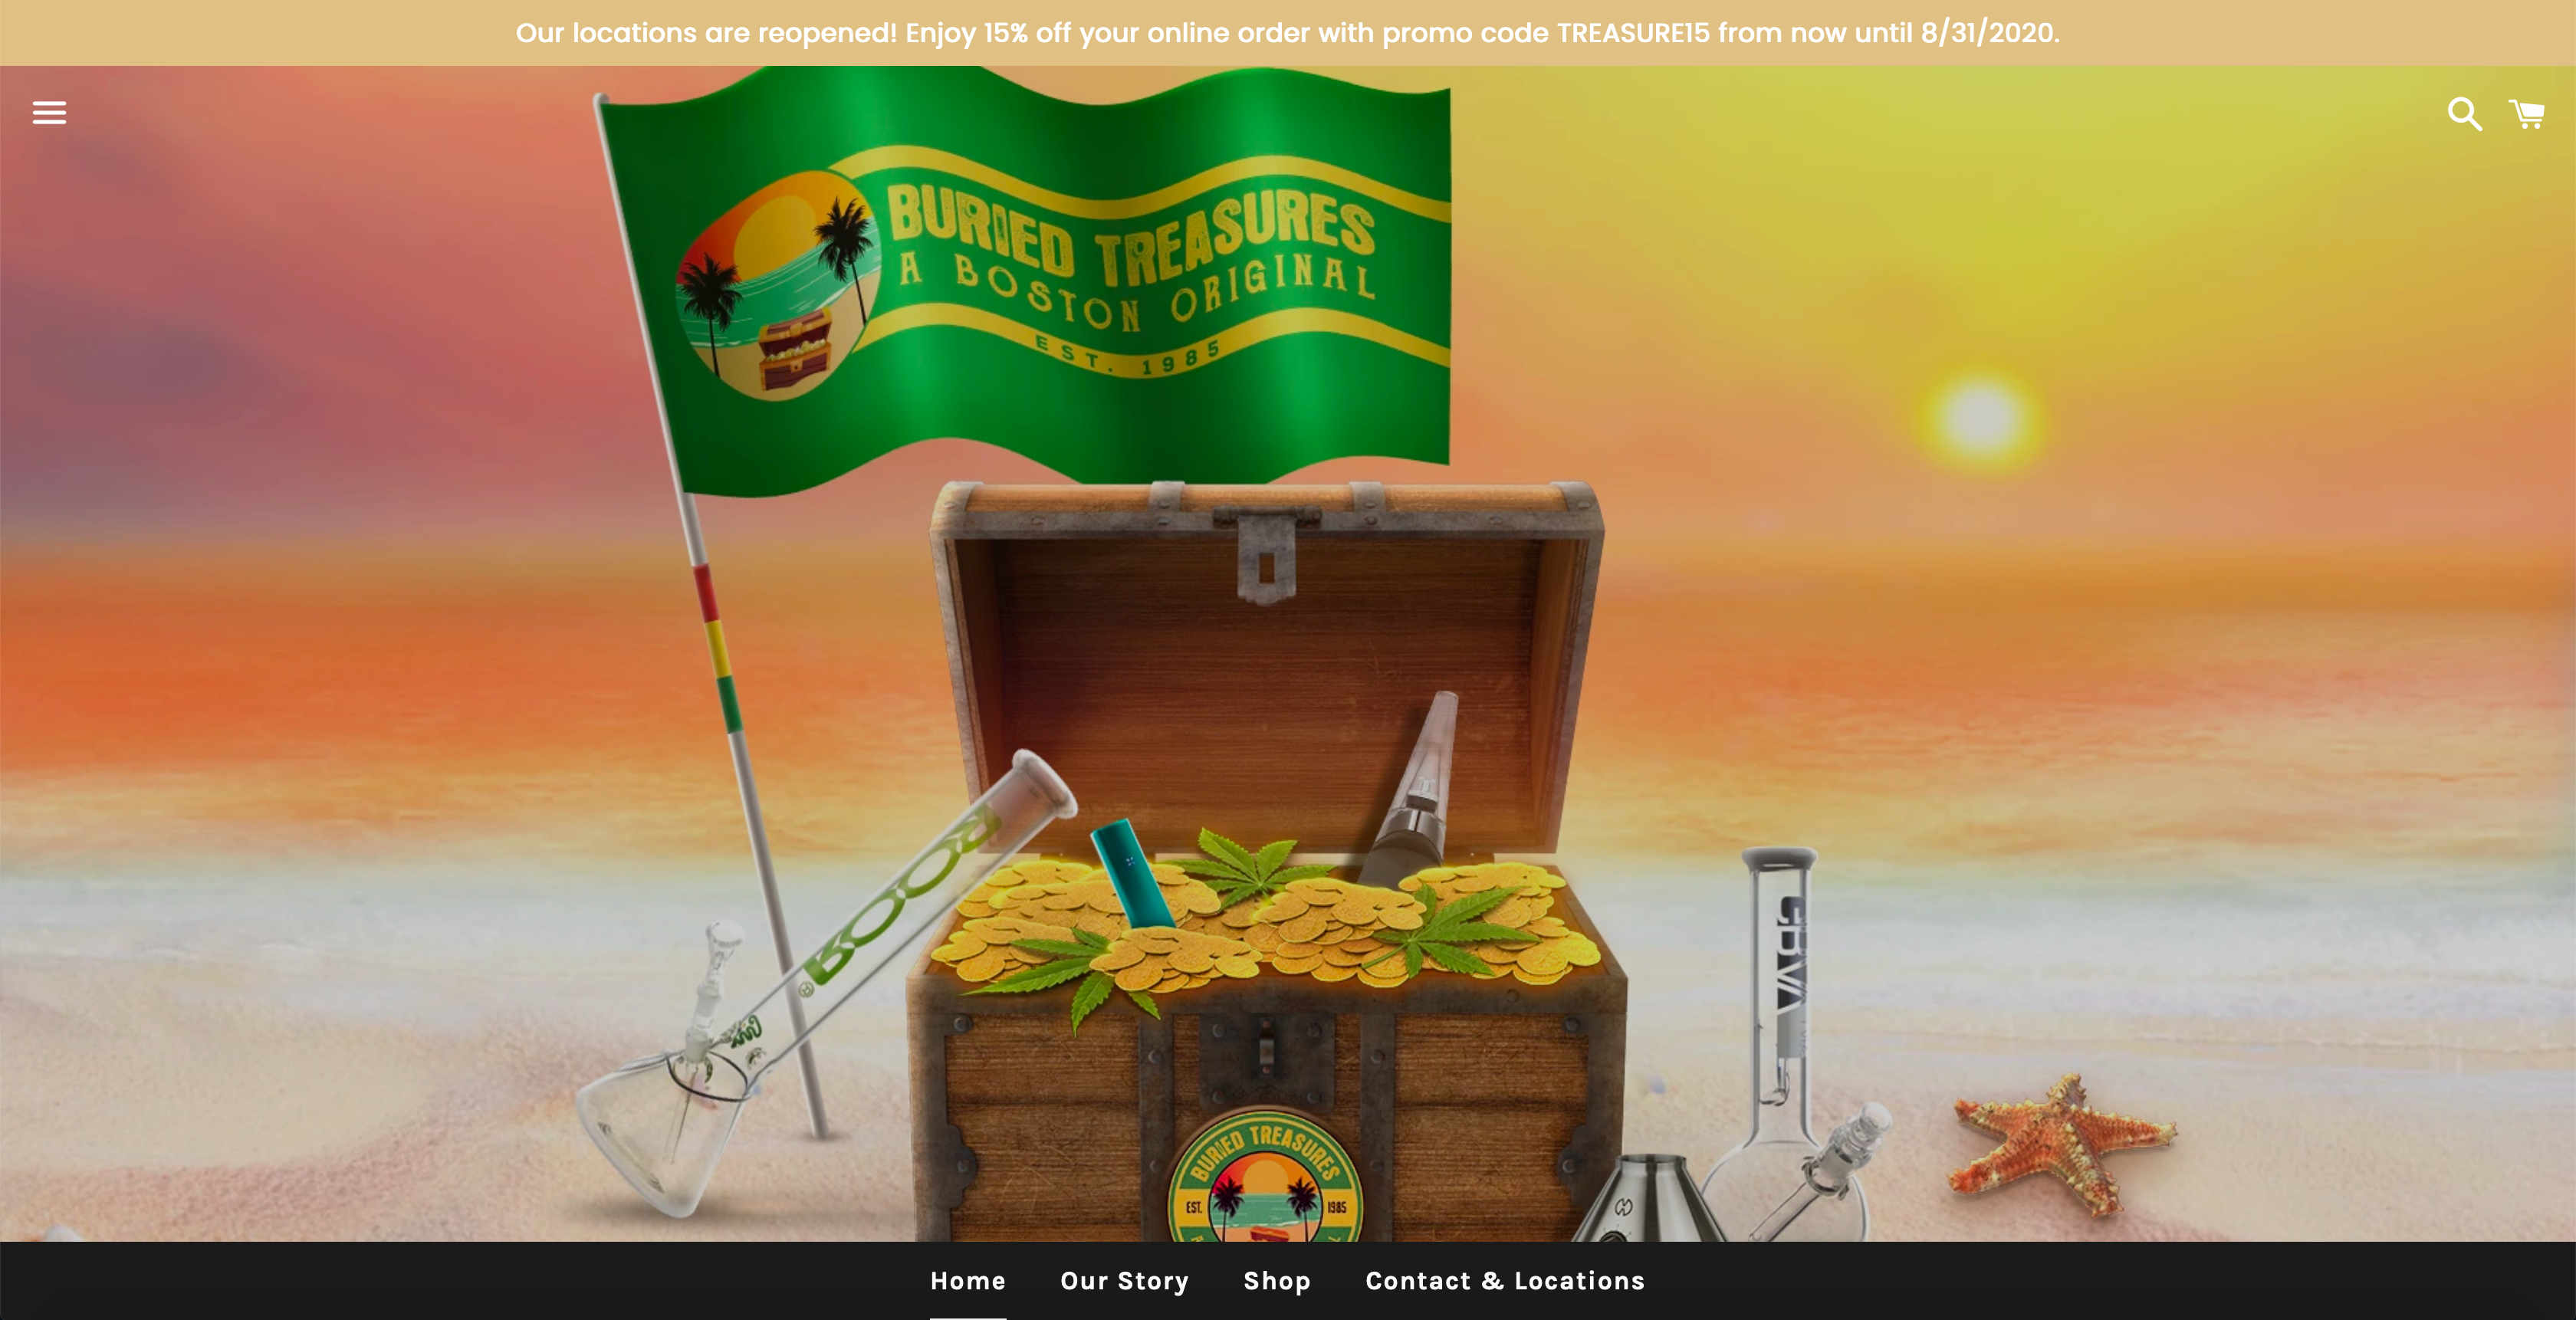 Our locations are reopened! Enjoy 15% off your online order with promo code TREASURE15 from now until 8/31/2020.
BURIED TREASURES
A BOSTON ORIGINAL
EST. 1985
ROOR®
GRAV
BURIED TREASURES
EST. 1985
Home Our Story Shop Contact & Locations